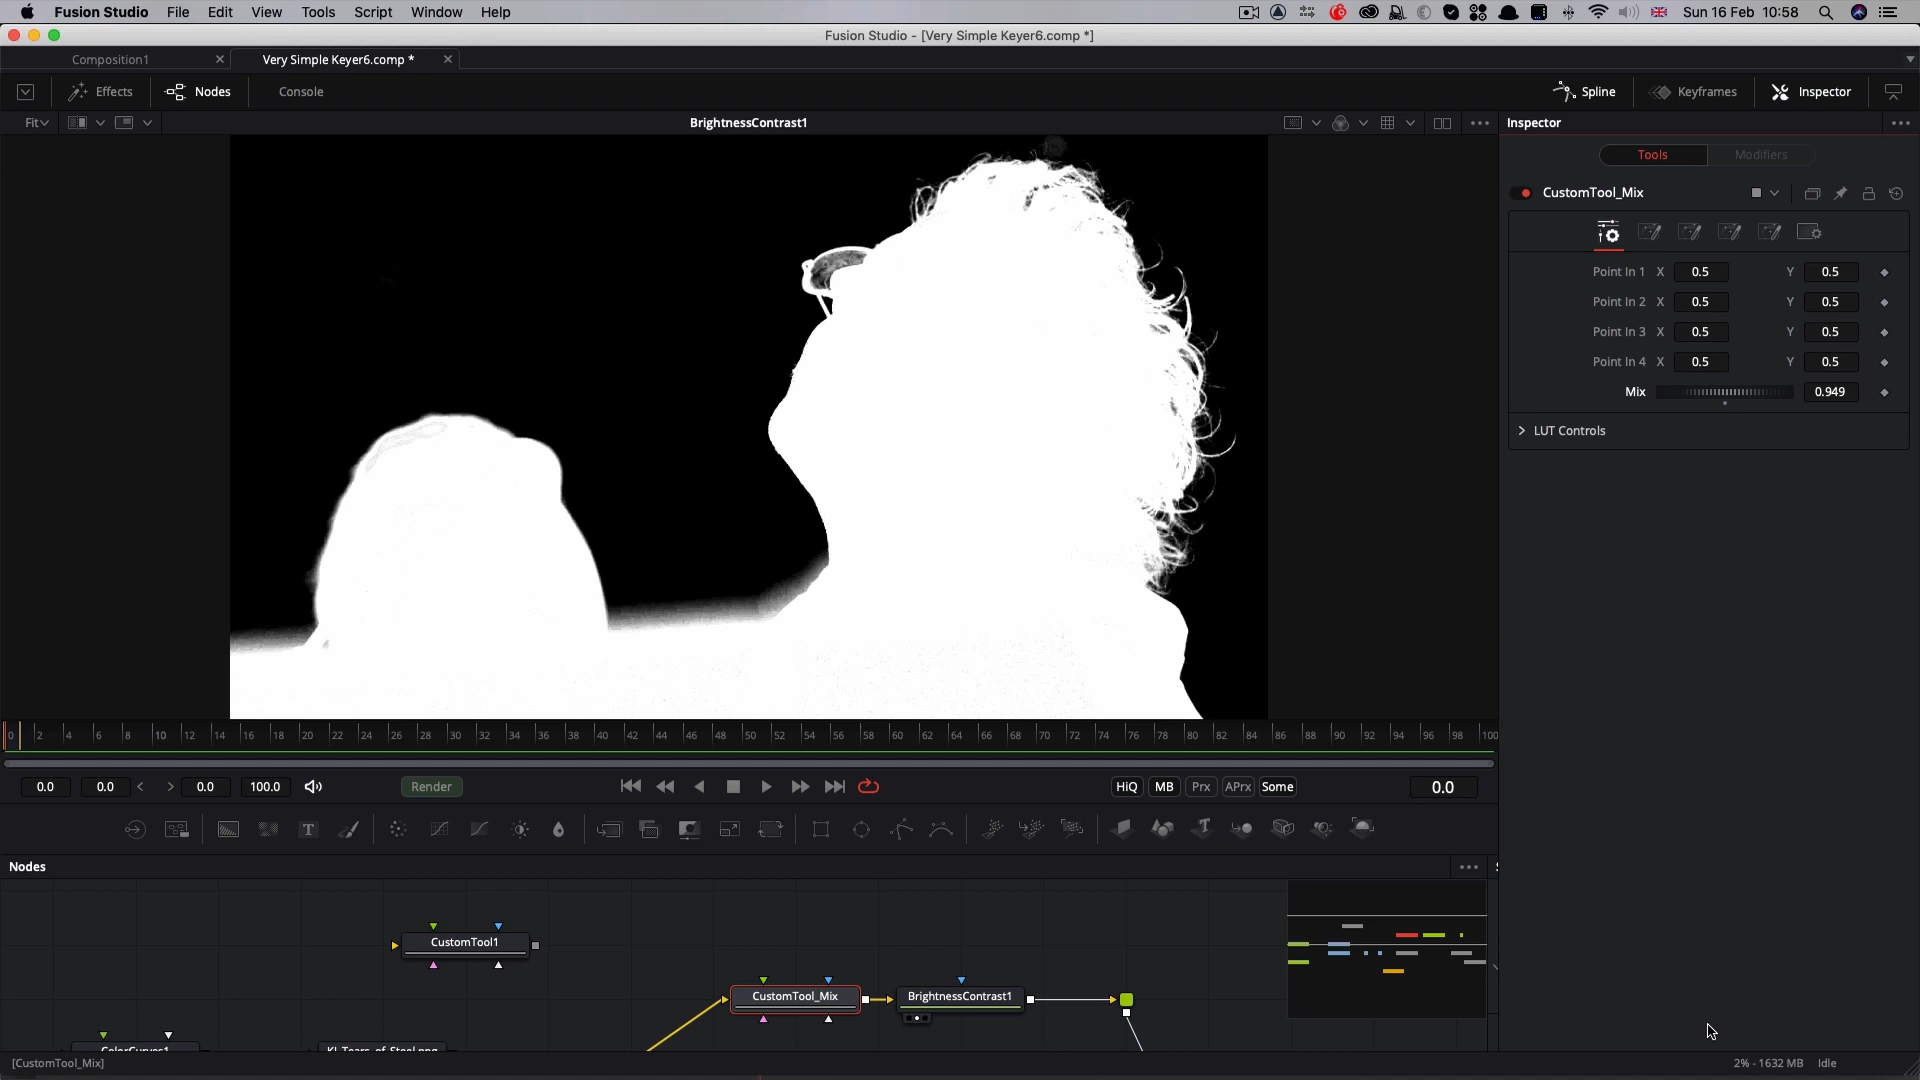 Fusion Studio File Edit View Tools Script Window Help Sun 16 Feb 10:58
Fusion Studio - [Very Simple Keyer6.comp *]
Composition1 Very Simple Keyer6.comp *
Effects Nodes Console Spline Keyframes Inspector
Fit BrightnessContrast1 Inspector
Tools Modifiers
CustomTool_Mix
Point In 1 X 0.5 Y 0.5
Point In 2 X 0.5 Y 0.5
Point In 3 X 0.5 Y 0.5
Point In 4 X 0.5 Y 0.5
Mix 0.949
LUT Controls
0 2 4 6 8 10 12 14 16 18 20 22 24 26 28 30 32 34 36 38 40 42 44 46 48 50 52 54 56 58 60 62 64 66 68 70 72 74 76 78 80 82 84 86 88 90 92 94 96 98 100
0.0 0.0 0.0 100.0 Render HiQ MB Prx APrx Some 0.0
Nodes
CustomTool1
CustomTool_Mix BrightnessContrast1
ColorCurves1
[CustomTool_Mix] 2% - 1632 MB Idle